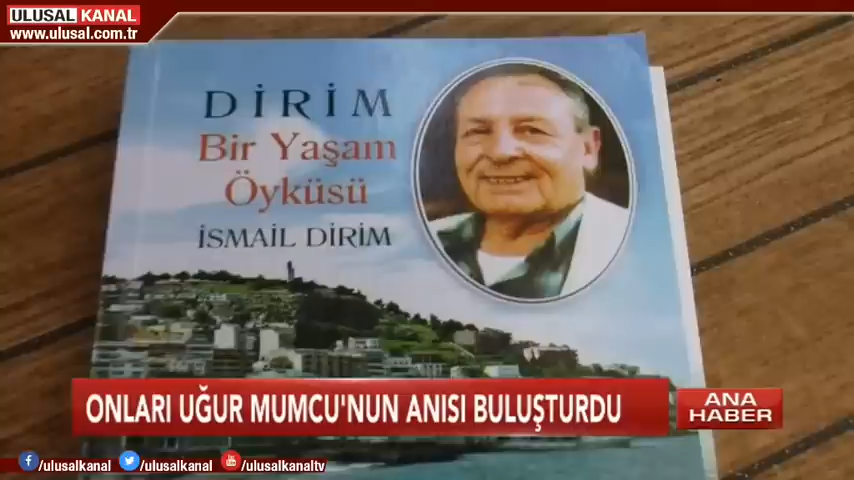 ULUSAL KANAL
www.ulusal.com.tr
DİRİM
Bir Yaşam
Öyküsü
İSMAİL DİRİM
ONLARI UĞUR MUMCU'NUN ANISI BULUŞTURDU
ANA
HABER
/ulusalkanal
/ulusalkanal
/ulusalkanaltv